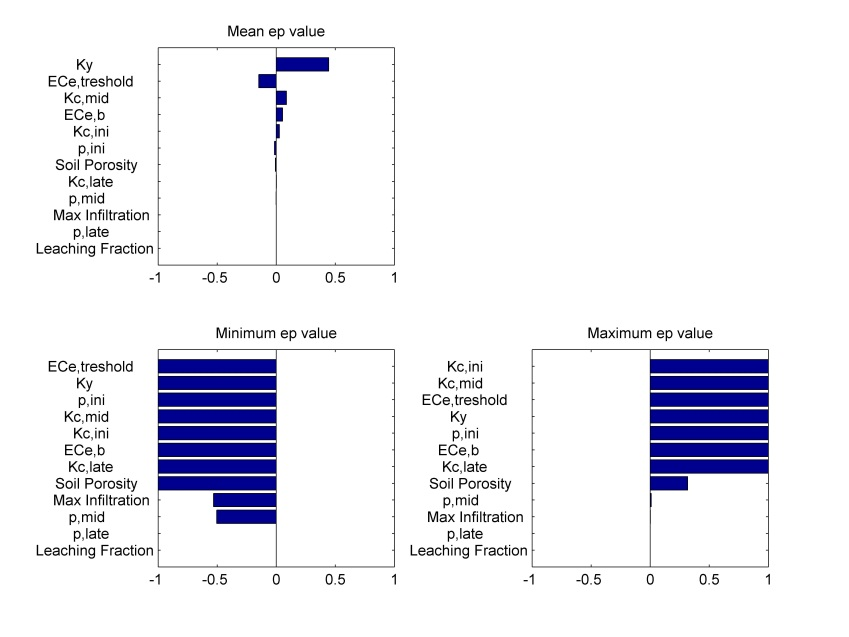 Mean ep value
Ky
ECe,treshold
Kc,mid
ECe,b
Kc,ini
p,ini
Soil Porosity
Kc,late
p,mid
Max Infiltration
p,late
Leaching Fraction
-1 -0.5 0 0.5 1
Minimum ep value
ECe,treshold
Ky
p,ini
Kc,mid
Kc,ini
ECe,b
Kc,late
Soil Porosity
Max Infiltration
p,mid
p,late
Leaching Fraction
-1 -0.5 0 0.5 1
Maximum ep value
Kc,ini
Kc,mid
ECe,treshold
Ky
p,ini
ECe,b
Kc,late
Soil Porosity
p,mid
Max Infiltration
p,late
Leaching Fraction
-1 -0.5 0 0.5 1